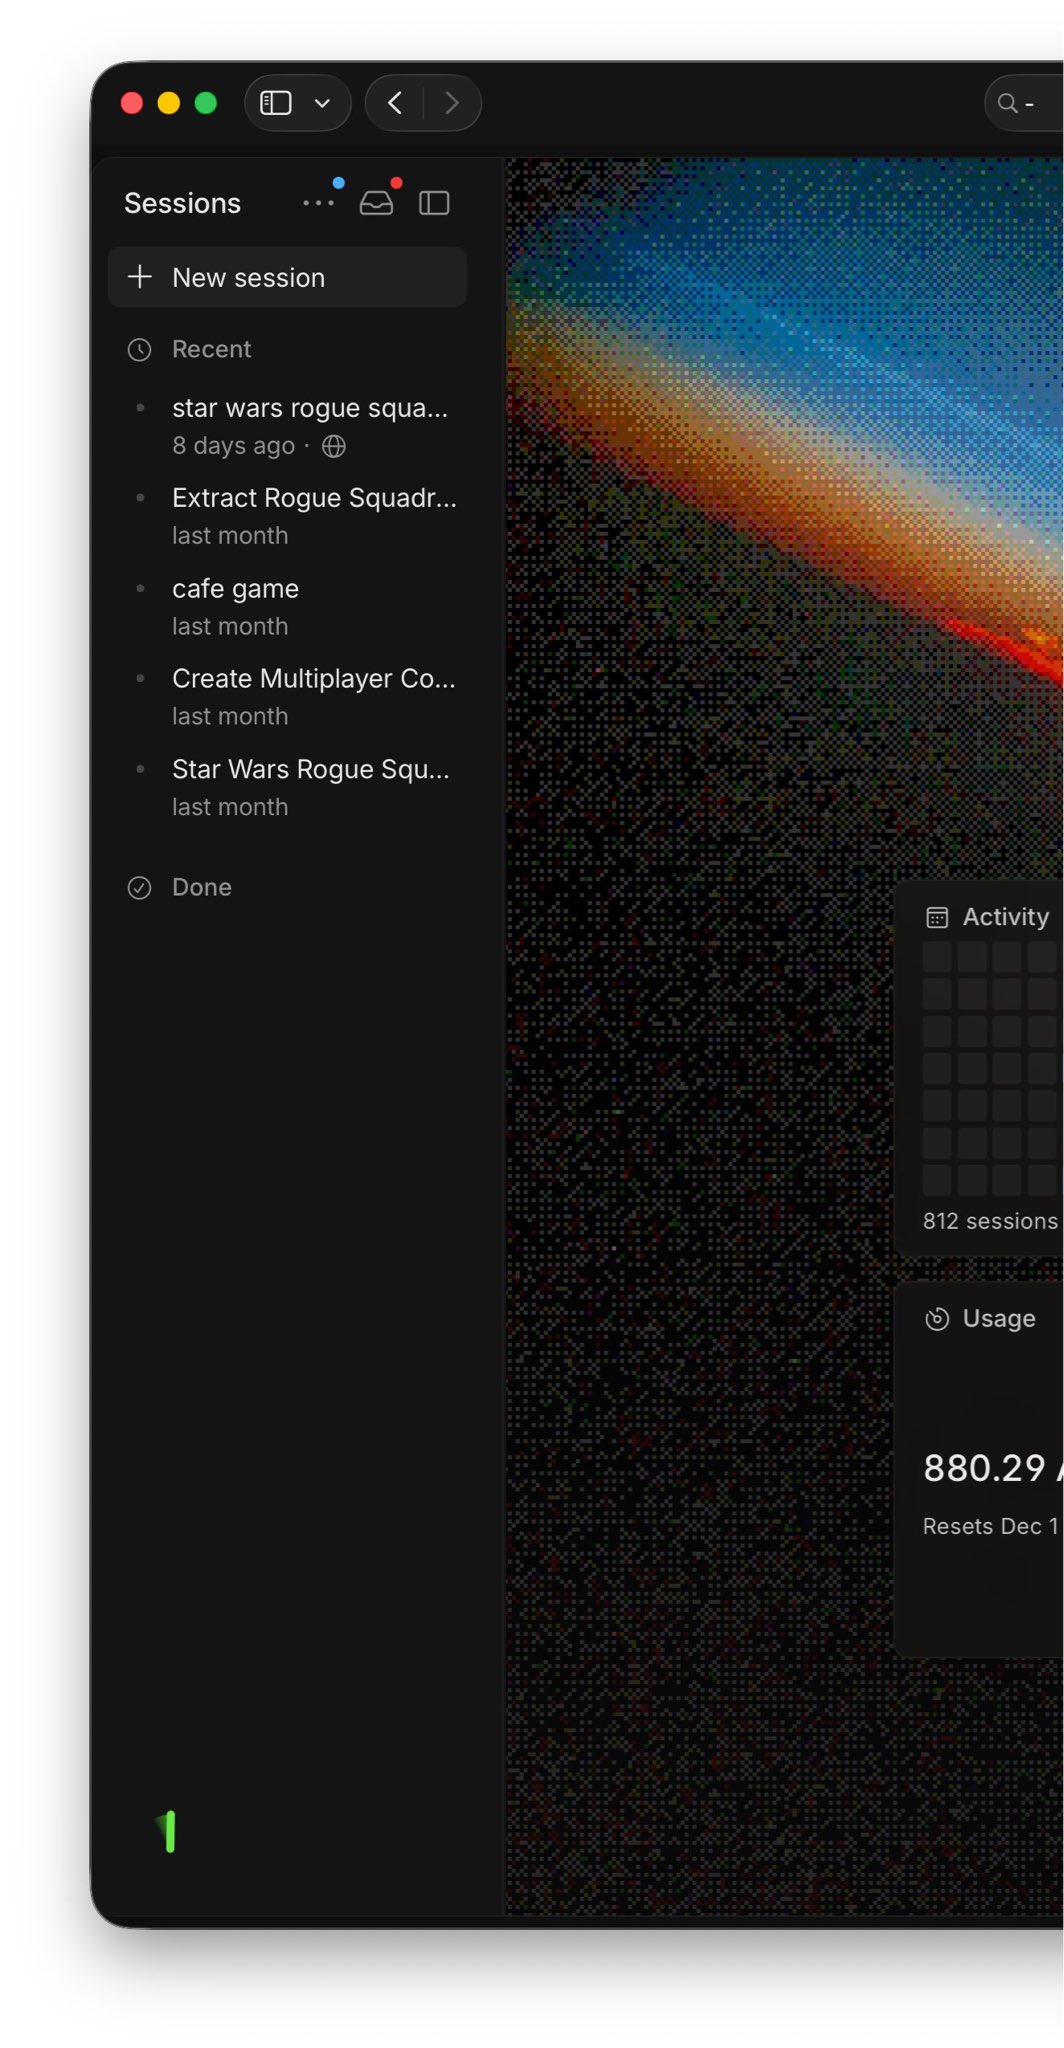 -
Sessions
New session
Recent
star wars rogue squa...
8 days ago ·
Extract Rogue Squadr...
last month
cafe game
last month
Create Multiplayer Co...
last month
Star Wars Rogue Squ...
last month
Done
Activity
812 sessions
Usage
880.29
Resets Dec 1